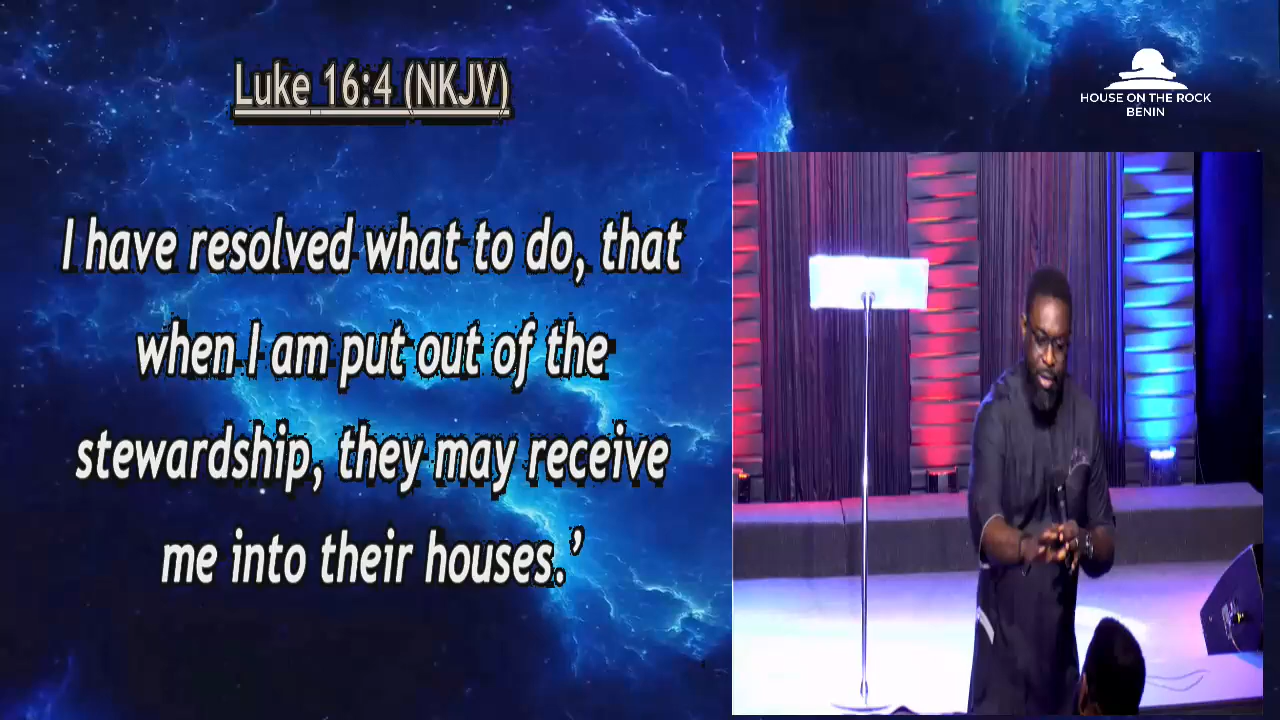 Luke 16:4 (NKJV)
HOUSE ON THE ROCK
BENIN
I have resolved what to do, that
when I am put out of the
stewardship, they may receive
me into their houses.’